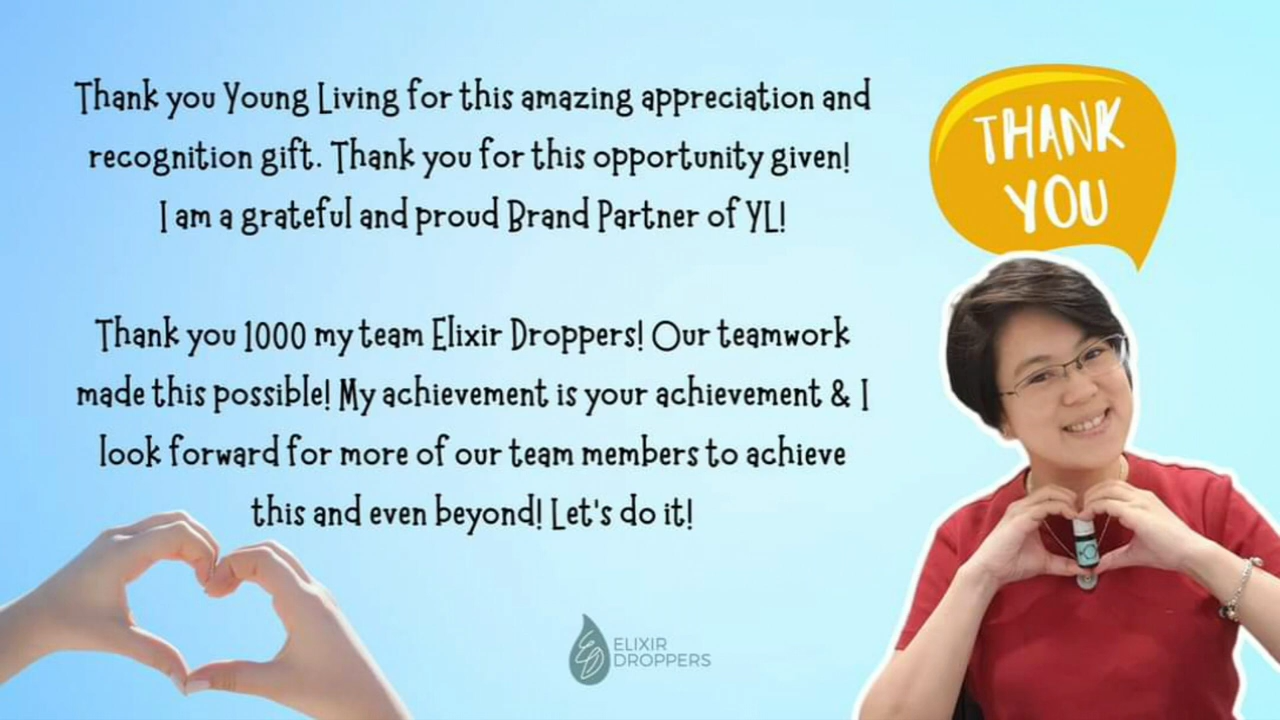 Thank you Young Living for this amazing appreciation and
recognition gift. Thank you for this opportunity given!
I am a grateful and proud Brand Partner of YL!
Thank you 1000 my team Elixir Droppers! Our teamwork
made this possible! My achievement is your achievement & I
look forward for more of our team members to achieve
this and even beyond! Let's do it!
THANK
YOU
ELIXIR
DROPPERS